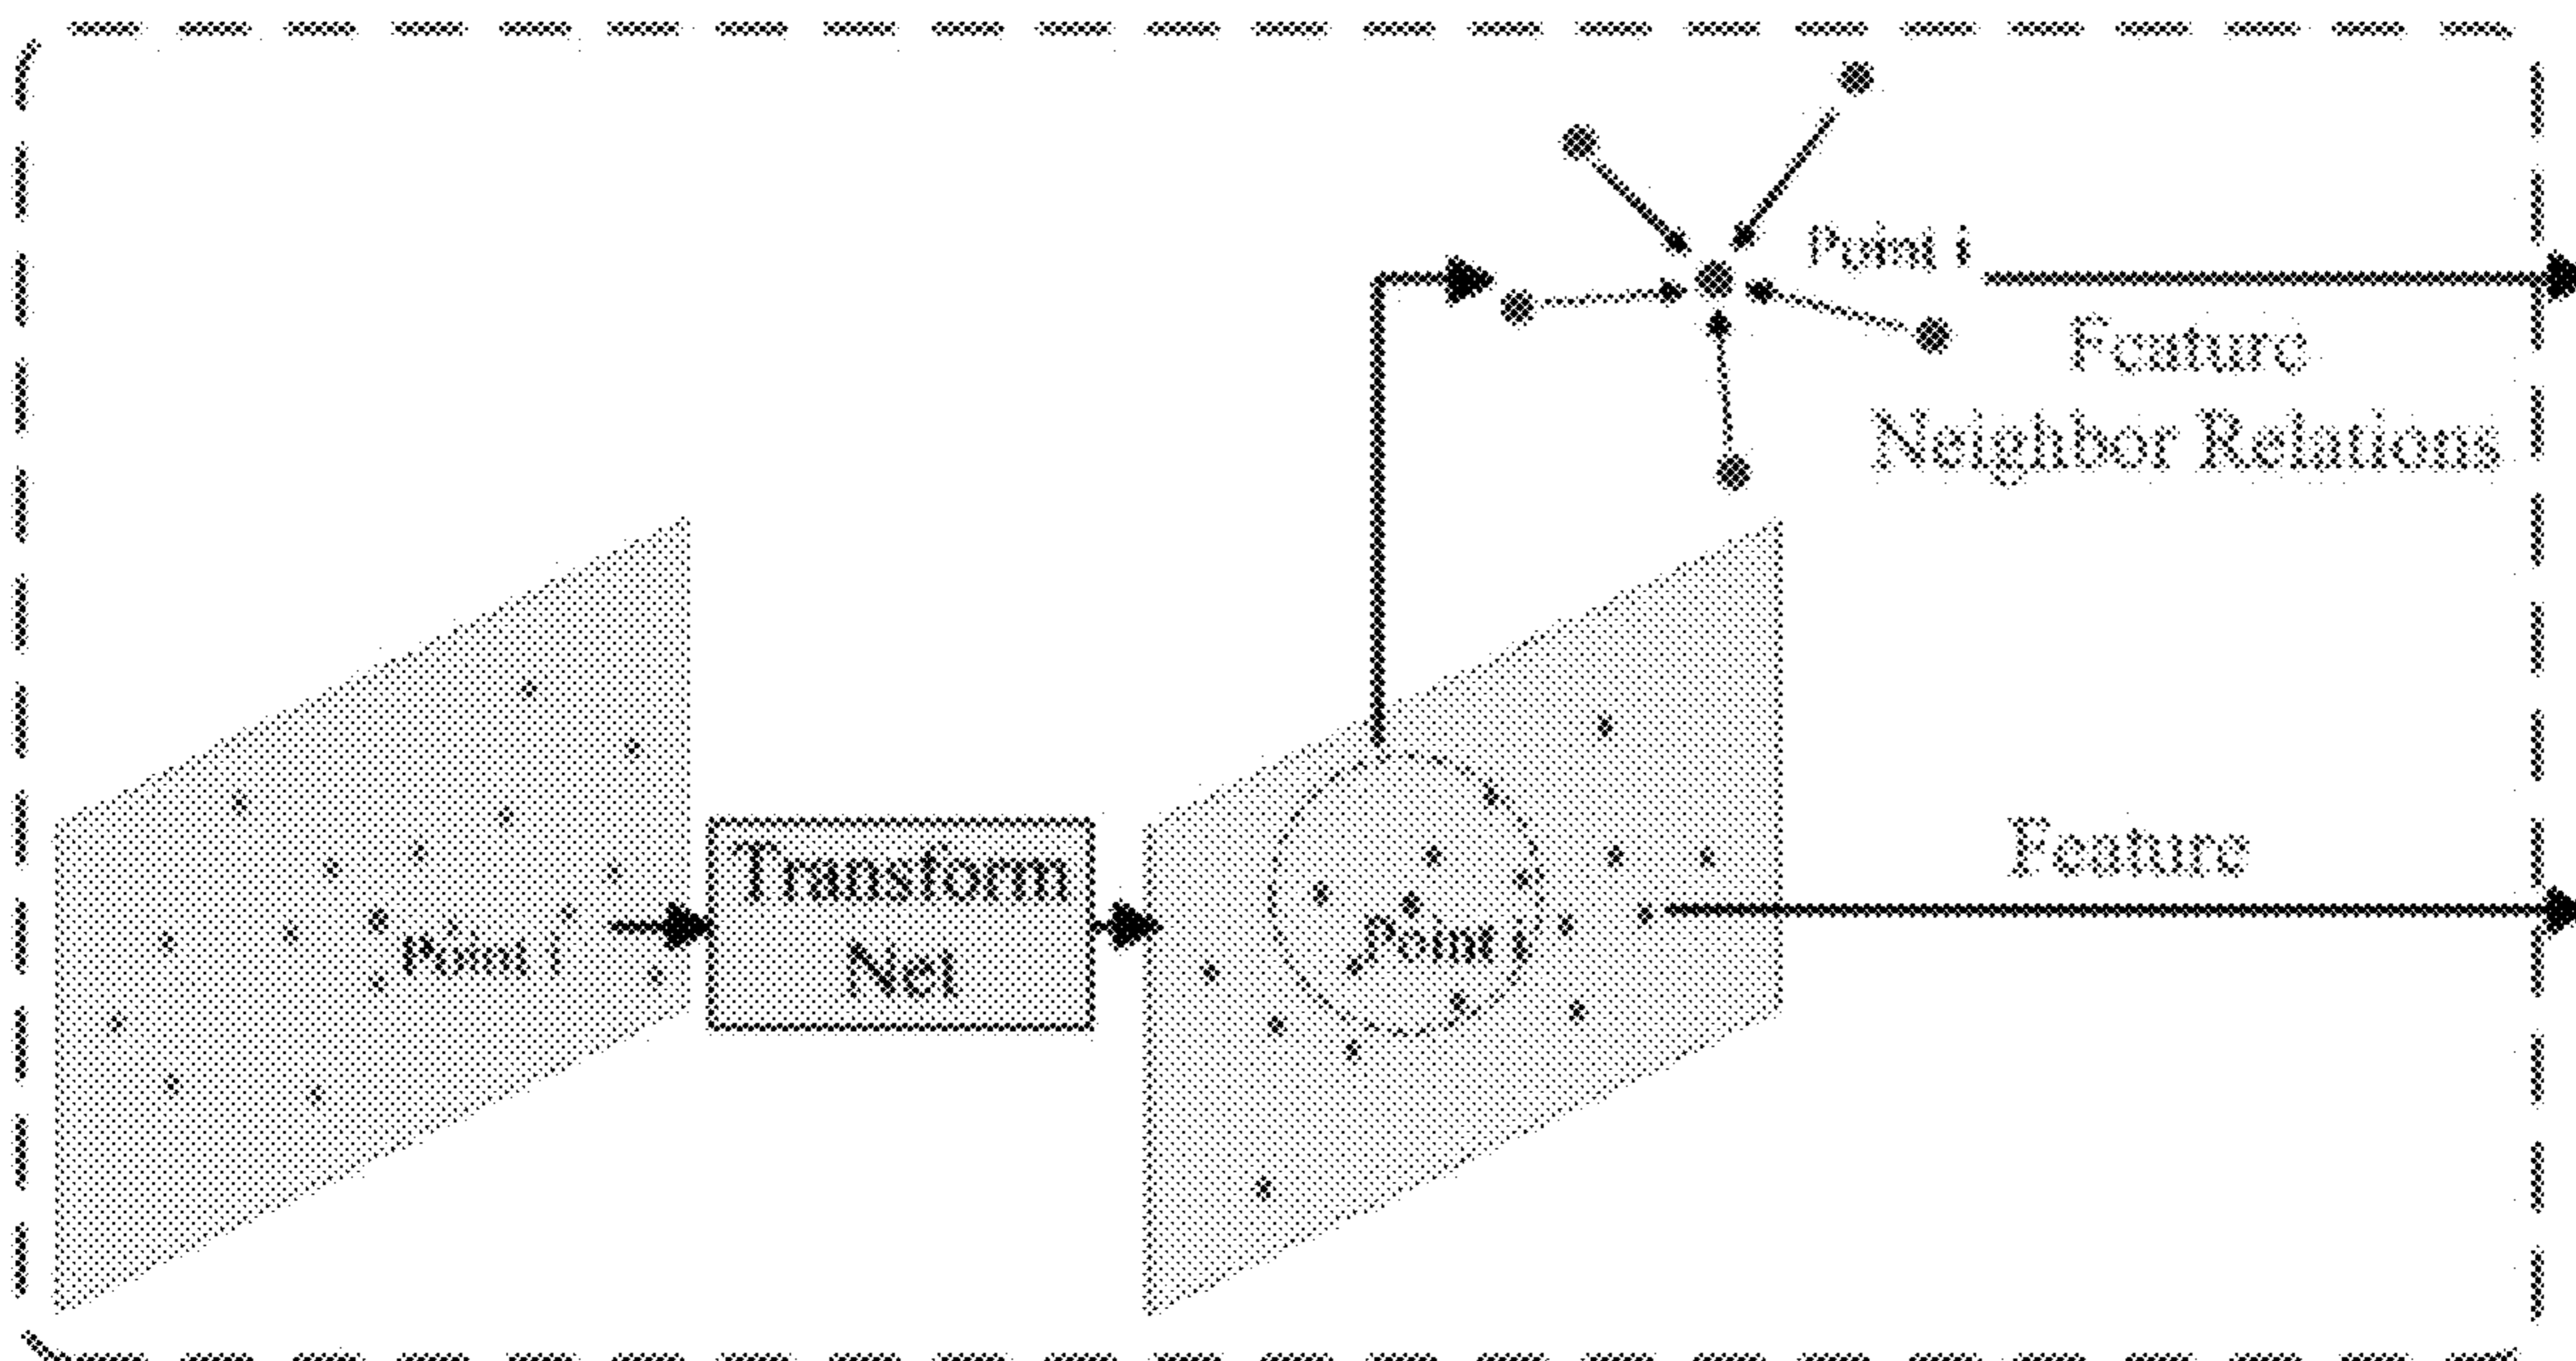 Point i
Feature
Neighbor Relations
Transform
Net
Feature
Point i
Point i